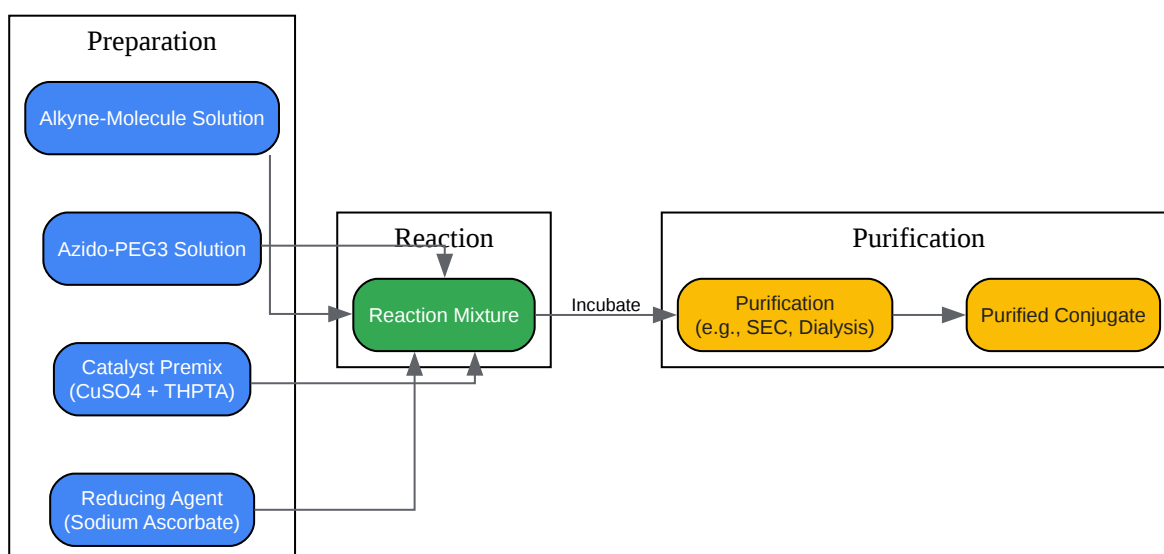 Preparation
Alkyne-Molecule Solution
Azido-PEG3 Solution
Catalyst Premix
(CuSO4 + THPTA)
Reducing Agent
(Sodium Ascorbate)
Reaction
Reaction Mixture
Incubate
Purification
Purification
(e.g., SEC, Dialysis)
Purified Conjugate